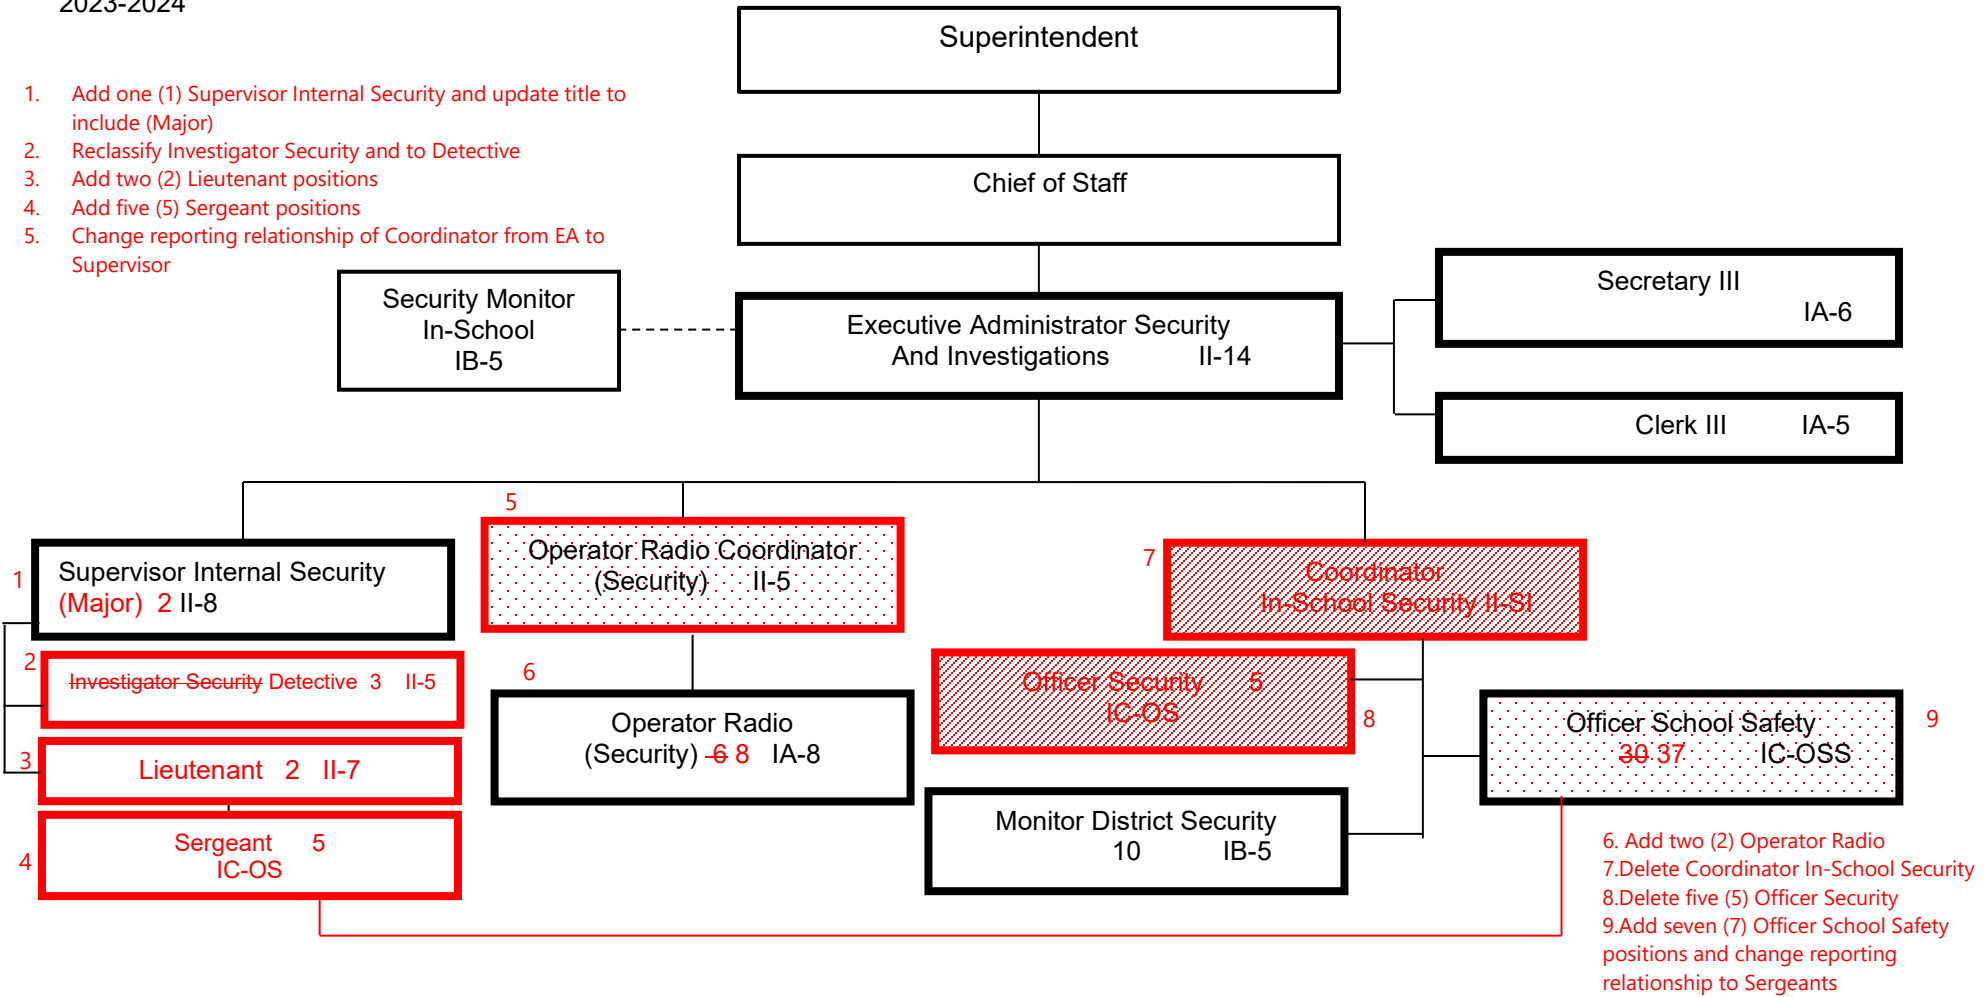 2023-2024
1. Add one (1) Supervisor Internal Security and update title to
include (Major)
2. Reclassify Investigator Security and to Detective
3. Add two (2) Lieutenant positions
4. Add five (5) Sergeant positions
5. Change reporting relationship of Coordinator from EA to
Supervisor
Superintendent
Chief of Staff
Security Monitor
In-School
IB-5
Executive Administrator Security
And Investigations II-14
Secretary III
IA-6
Clerk III IA-5
1
Supervisor Internal Security
(Major) 2 II-8
2
Investigator Security Detective 3 II-5
3
Lieutenant 2 II-7
4
Sergeant 5
IC-OS
5
Operator Radio Coordinator
(Security) II-5
6
Operator Radio
(Security) 6 8 IA-8
7
Coordinator
In-School Security II-SI
Officer Security 5
IC-OS
8
Monitor District Security
10 IB-5
Officer School Safety
30 37 IC-OSS
9
6. Add two (2) Operator Radio
7.Delete Coordinator In-School Security
8.Delete five (5) Officer Security
9.Add seven (7) Officer School Safety
positions and change reporting
relationship to Sergeants